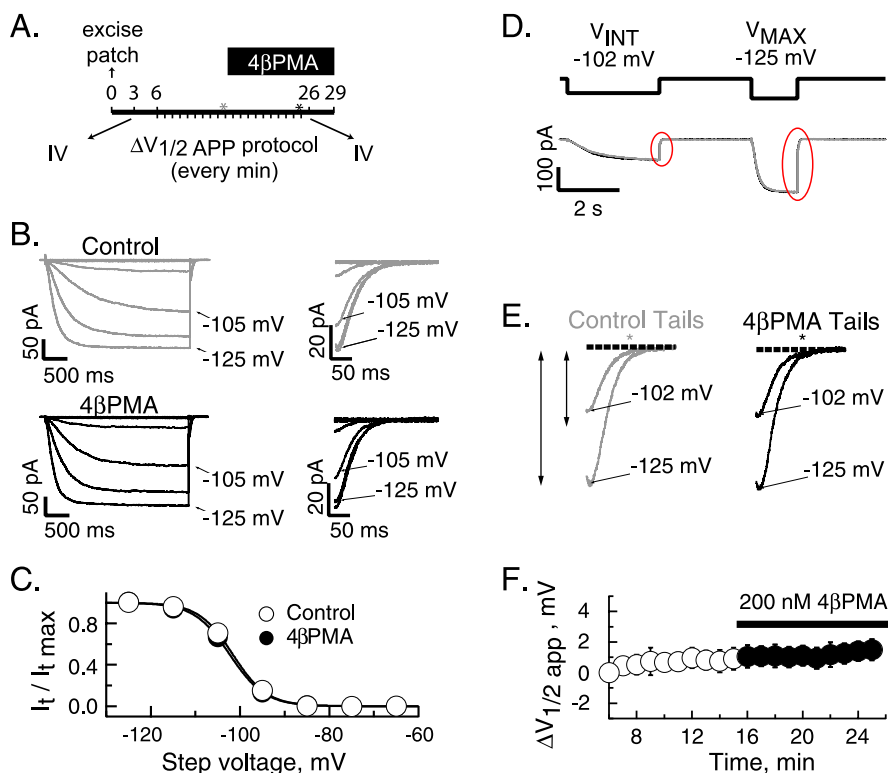 A.
excise
patch
4βPMA
0 3 6 26 29
* *
IV ΔV1/2 APP protocol IV
(every min)
B.
Control
-105 mV
-125 mV
50 pA
500 ms
-105 mV
-125 mV
20 pA
50 ms
4βPMA
-105 mV
-125 mV
50 pA
500 ms
-105 mV
-125 mV
20 pA
50 ms
C.
Control
4βPMA
0.8
0.4
0.0
It / It max
-120 -100 -80 -60
Step voltage, mV
D.
VINT
-102 mV
VMAX
-125 mV
100 pA
2 s
E.
Control Tails
*
-102 mV
-125 mV
4βPMA Tails
*
-102 mV
-125 mV
F.
200 nM 4βPMA
4
2
0
-2
ΔV1/2 app , mV
8 12 16 20 24
Time, min